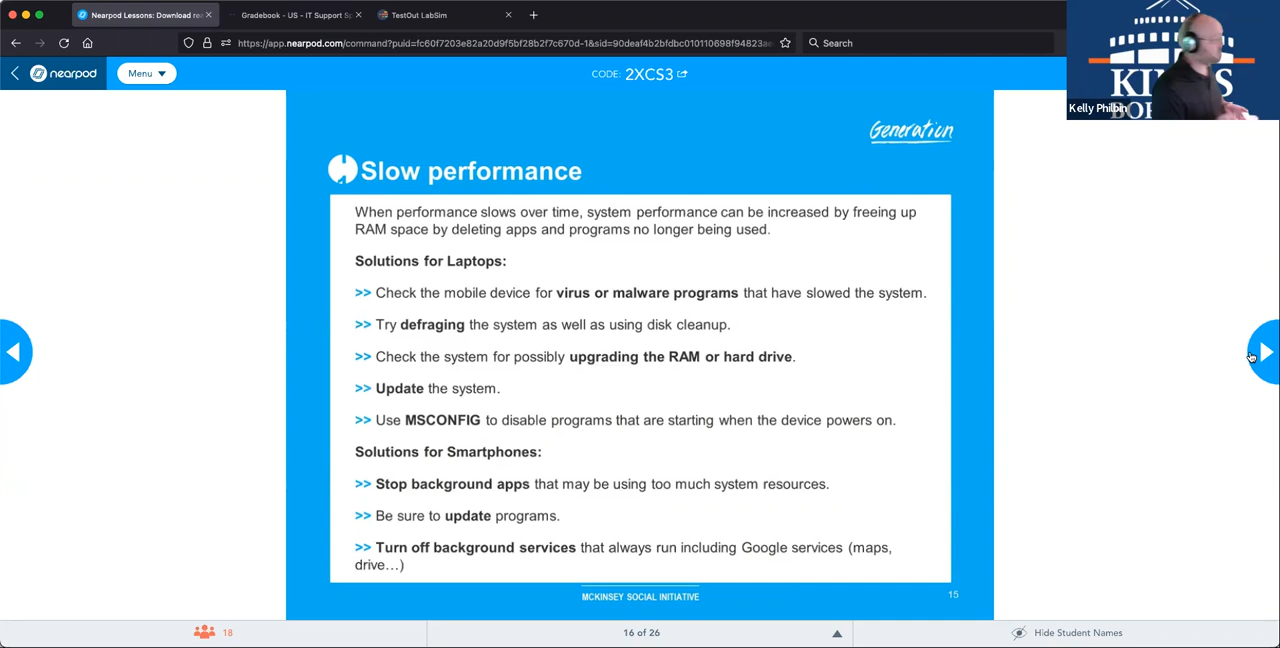 Nearpod Lessons: Download re
Gradebook - US - IT Support Sp
TestOut LabSim
https://app.nearpod.com/command?puid=fc60f7203e82a20d9f5bf28b2f7c670d-1&sid=90deaf4b2fbdfc010110698f94823a
Search
nearpod
Menu
CODE: 2XCS3
KIN S
BO
Kelly Philbin
Generation
Slow performance
When performance slows over time, system performance can be increased by freeing up
RAM space by deleting apps and programs no longer being used.
Solutions for Laptops:
>> Check the mobile device for virus or malware programs that have slowed the system.
>> Try defraging the system as well as using disk cleanup.
>> Check the system for possibly upgrading the RAM or hard drive.
>> Update the system.
>> Use MSCONFIG to disable programs that are starting when the device powers on.
Solutions for Smartphones:
>> Stop background apps that may be using too much system resources.
>> Be sure to update programs.
>> Turn off background services that always run including Google services (maps,
drive…)
MCKINSEY SOCIAL INITIATIVE
15
18
16 of 26
Hide Student Names